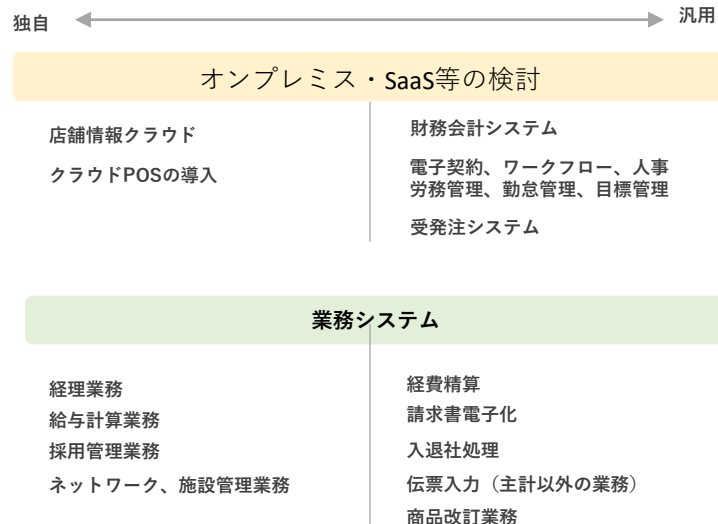 独自
汎用
オンプレミス・SaaS等の検討
店舗情報クラウド
クラウドPOSの導入
財務会計システム
電子契約、ワークフロー、人事
労務管理、勤怠管理、目標管理
受発注システム
業務システム
経理業務
給与計算業務
採用管理業務
ネットワーク、施設管理業務
経費精算
請求書電子化
入退社処理
伝票入力（主計以外の業務）
商品改訂業務